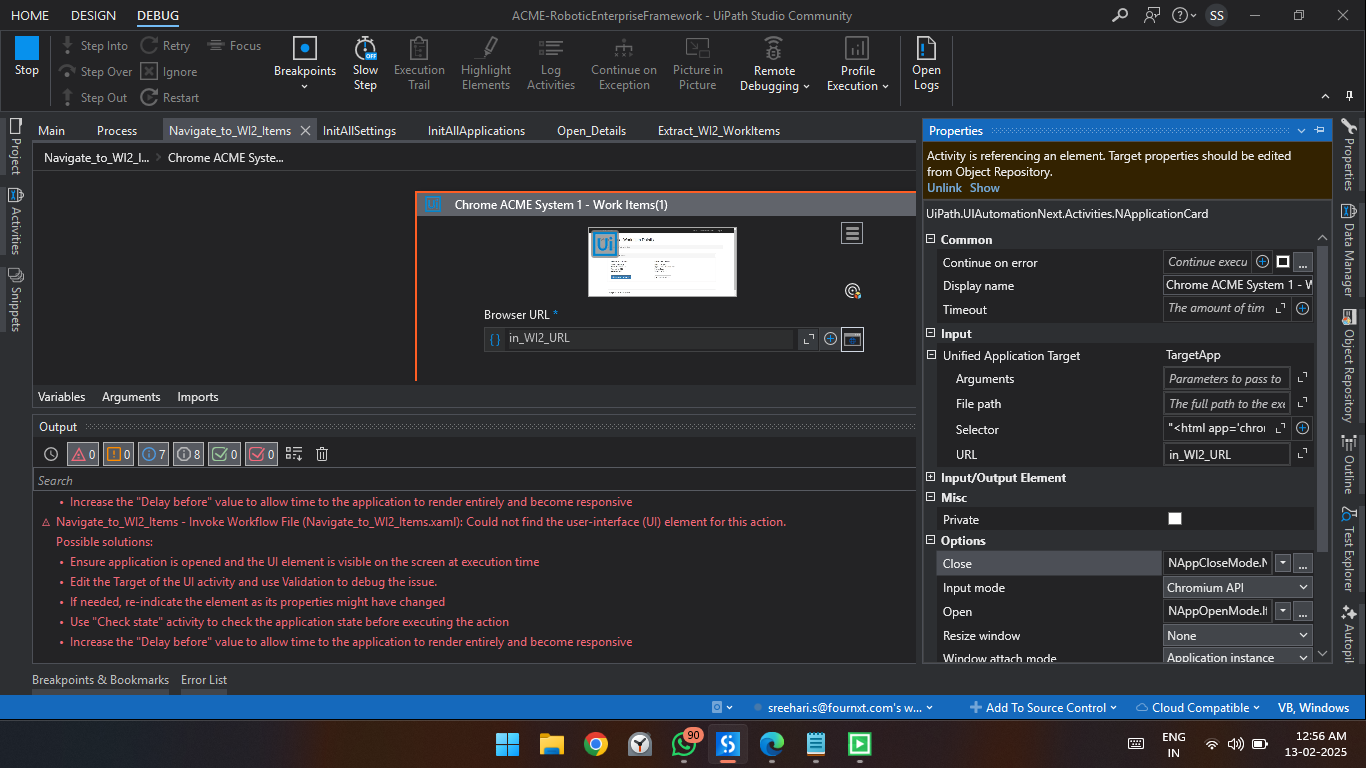 HOME DESIGN DEBUG ACME-RoboticEnterpriseFramework - UiPath Studio Community SS
Stop
Step Into Retry Focus
Step Over Ignore
Step Out Restart
Breakpoints
Slow Step
Execution Trail
Highlight Elements
Log Activities
Continue on Exception
Picture in Picture
Remote Debugging
Profile Execution
Open Logs
Project
Activities
Snippets
Main Process Navigate_to_WI2_Items InitAllSettings InitAllApplications Open_Details Extract_WI2_WorkItems
Navigate_to_WI2_I... Chrome ACME Syste...
Chrome ACME System 1 - Work Items(1)
Ui
Browser URL *
in_WI2_URL
Variables Arguments Imports
Output
0 0 7 8 0 0
Search
• Increase the "Delay before" value to allow time to the application to render entirely and become responsive
Navigate_to_WI2_Items - Invoke Workflow File (Navigate_to_WI2_Items.xaml): Could not find the user-interface (UI) element for this action.
Possible solutions:
• Ensure application is opened and the UI element is visible on the screen at execution time
• Edit the Target of the UI activity and use Validation to debug the issue.
• If needed, re-indicate the element as its properties might have changed
• Use "Check state" activity to check the application state before executing the action
• Increase the "Delay before" value to allow time to the application to render entirely and become responsive
Breakpoints & Bookmarks Error List
Properties
Activity is referencing an element. Target properties should be edited
from Object Repository.
Unlink Show
UiPath.UIAutomationNext.Activities.NApplicationCard
Common
Continue on error Continue execu ...
Display name Chrome ACME System 1 - W
Timeout The amount of tim
Input
Unified Application Target TargetApp
Arguments Parameters to pass to
File path The full path to the exe
Selector "<html app='chror
URL in_WI2_URL
Input/Output Element
Misc
Private
Options
Close NAppCloseMode.N ...
Input mode Chromium API
Open NAppOpenMode.If ...
Resize window None
Window attach mode Application instance
Properties
Data Manager
Object Repository
Outline
Test Explorer
Autopil
sreehari.s@fournxt.com's w... Add To Source Control Cloud Compatible VB, Windows
90
ENG
IN
12:56 AM
13-02-2025